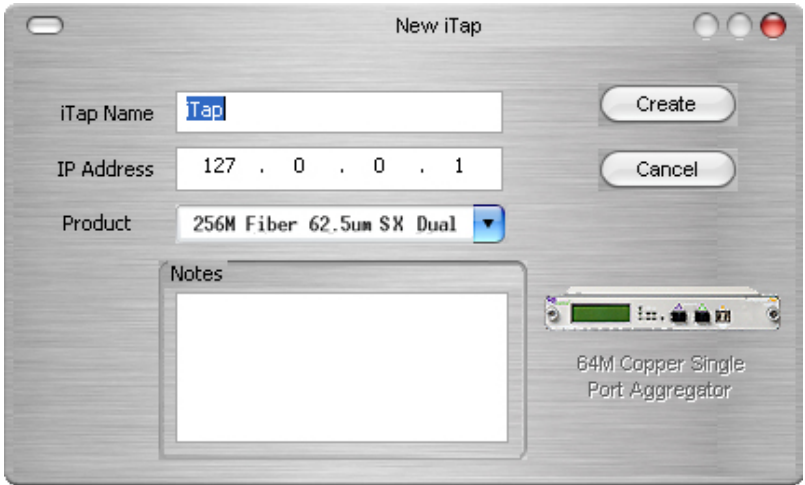 New iTap
iTap Name
iTap
Create
IP Address
127 . 0 . 0 . 1
Cancel
Product
256M Fiber 62.5um SX Dual
Notes
64M Copper Single
Port Aggregator